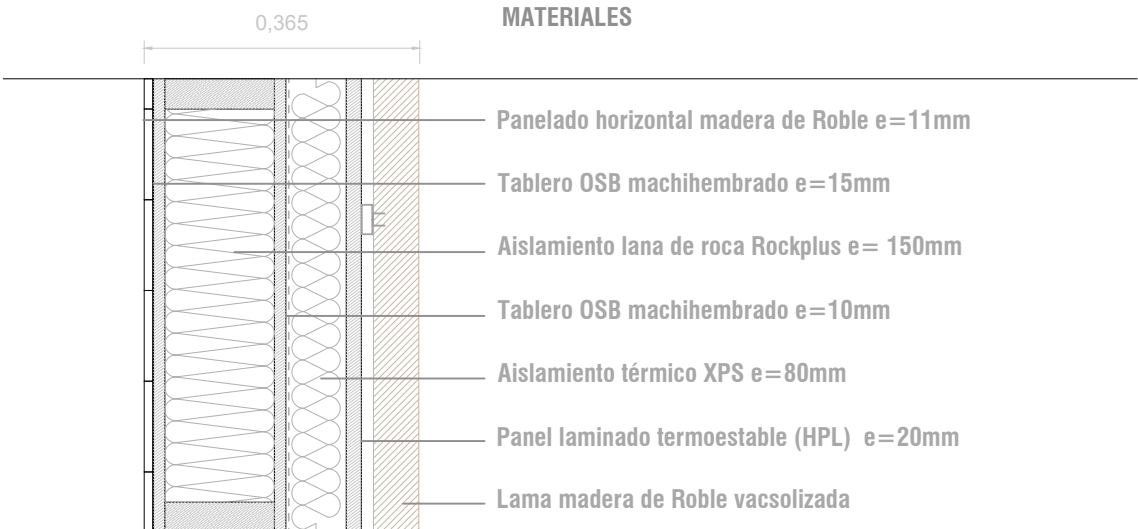 0,365
MATERIALES
Panelado horizontal madera de Roble e=11mm
Tablero OSB machihembrado e=15mm
Aislamiento lana de roca Rockplus e= 150mm
Tablero OSB machihembrado e=10mm
Aislamiento térmico XPS e=80mm
Panel laminado termoestable (HPL)  e=20mm
Lama madera de Roble vacsolizada